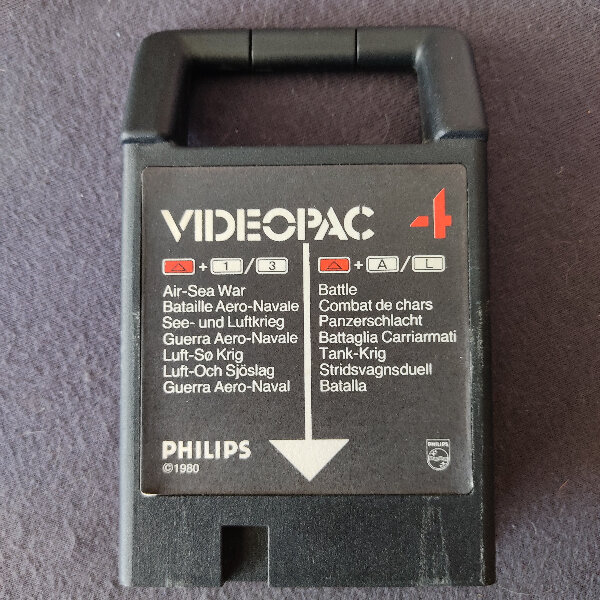 VIDEOPAC 4
△ + 1 / 3
Air-Sea War
Bataille Aero-Navale
See- und Luftkrieg
Guerra Aero-Navale
Luft-Sø Krig
Luft-Och Sjöslag
Guerra Aero-Naval
△ + A / L
Battle
Combat de chars
Panzerschlacht
Battaglia Carriarmati
Tank-Krig
Stridsvagnsduell
Batalla
PHILIPS
©1980
PHILIPS